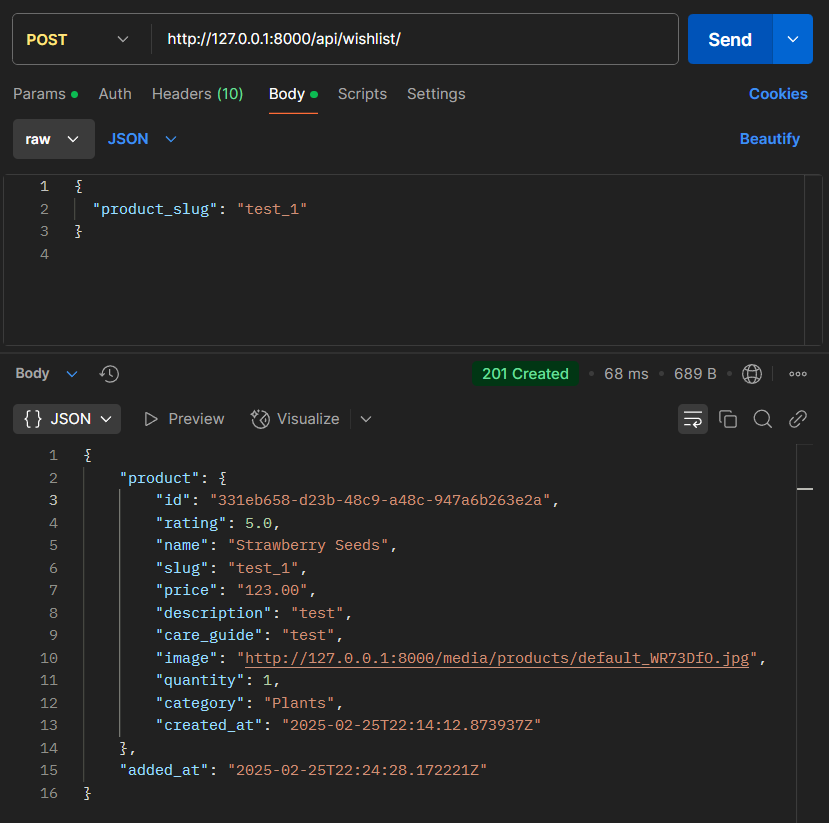 POST http://127.0.0.1:8000/api/wishlist/ Send
Params Auth Headers (10) Body Scripts Settings Cookies
raw JSON Beautify
1 {
2 "product_slug": "test_1"
3 }
4
Body 201 Created • 68 ms • 689 B •
{} JSON Preview Visualize
1 {
2 "product": {
3 "id": "331eb658-d23b-48c9-a48c-947a6b263e2a",
4 "rating": 5.0,
5 "name": "Strawberry Seeds",
6 "slug": "test_1",
7 "price": "123.00",
8 "description": "test",
9 "care_guide": "test",
10 "image": "http://127.0.0.1:8000/media/products/default_WR73DfO.jpg",
11 "quantity": 1,
12 "category": "Plants",
13 "created_at": "2025-02-25T22:14:12.873937Z"
14 },
15 "added_at": "2025-02-25T22:24:28.172221Z"
16 }